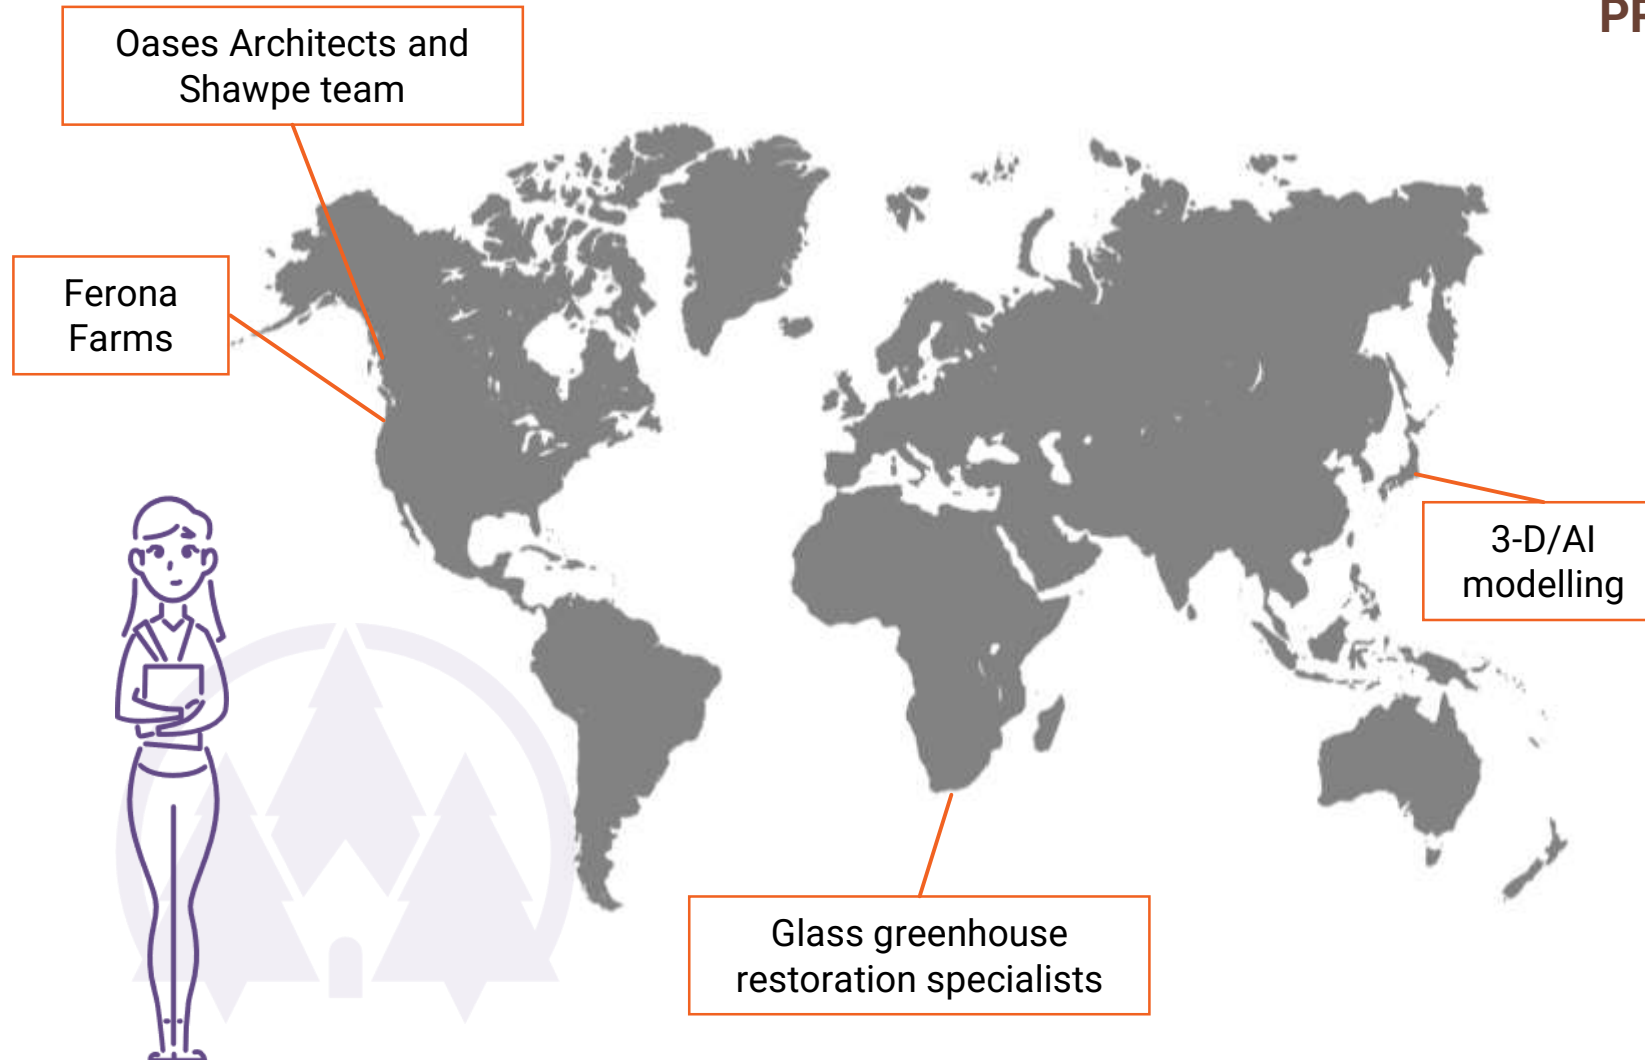 Oases Architects and
Shawpe team
Ferona
Farms
3-D/AI
modelling
Glass greenhouse
restoration specialists